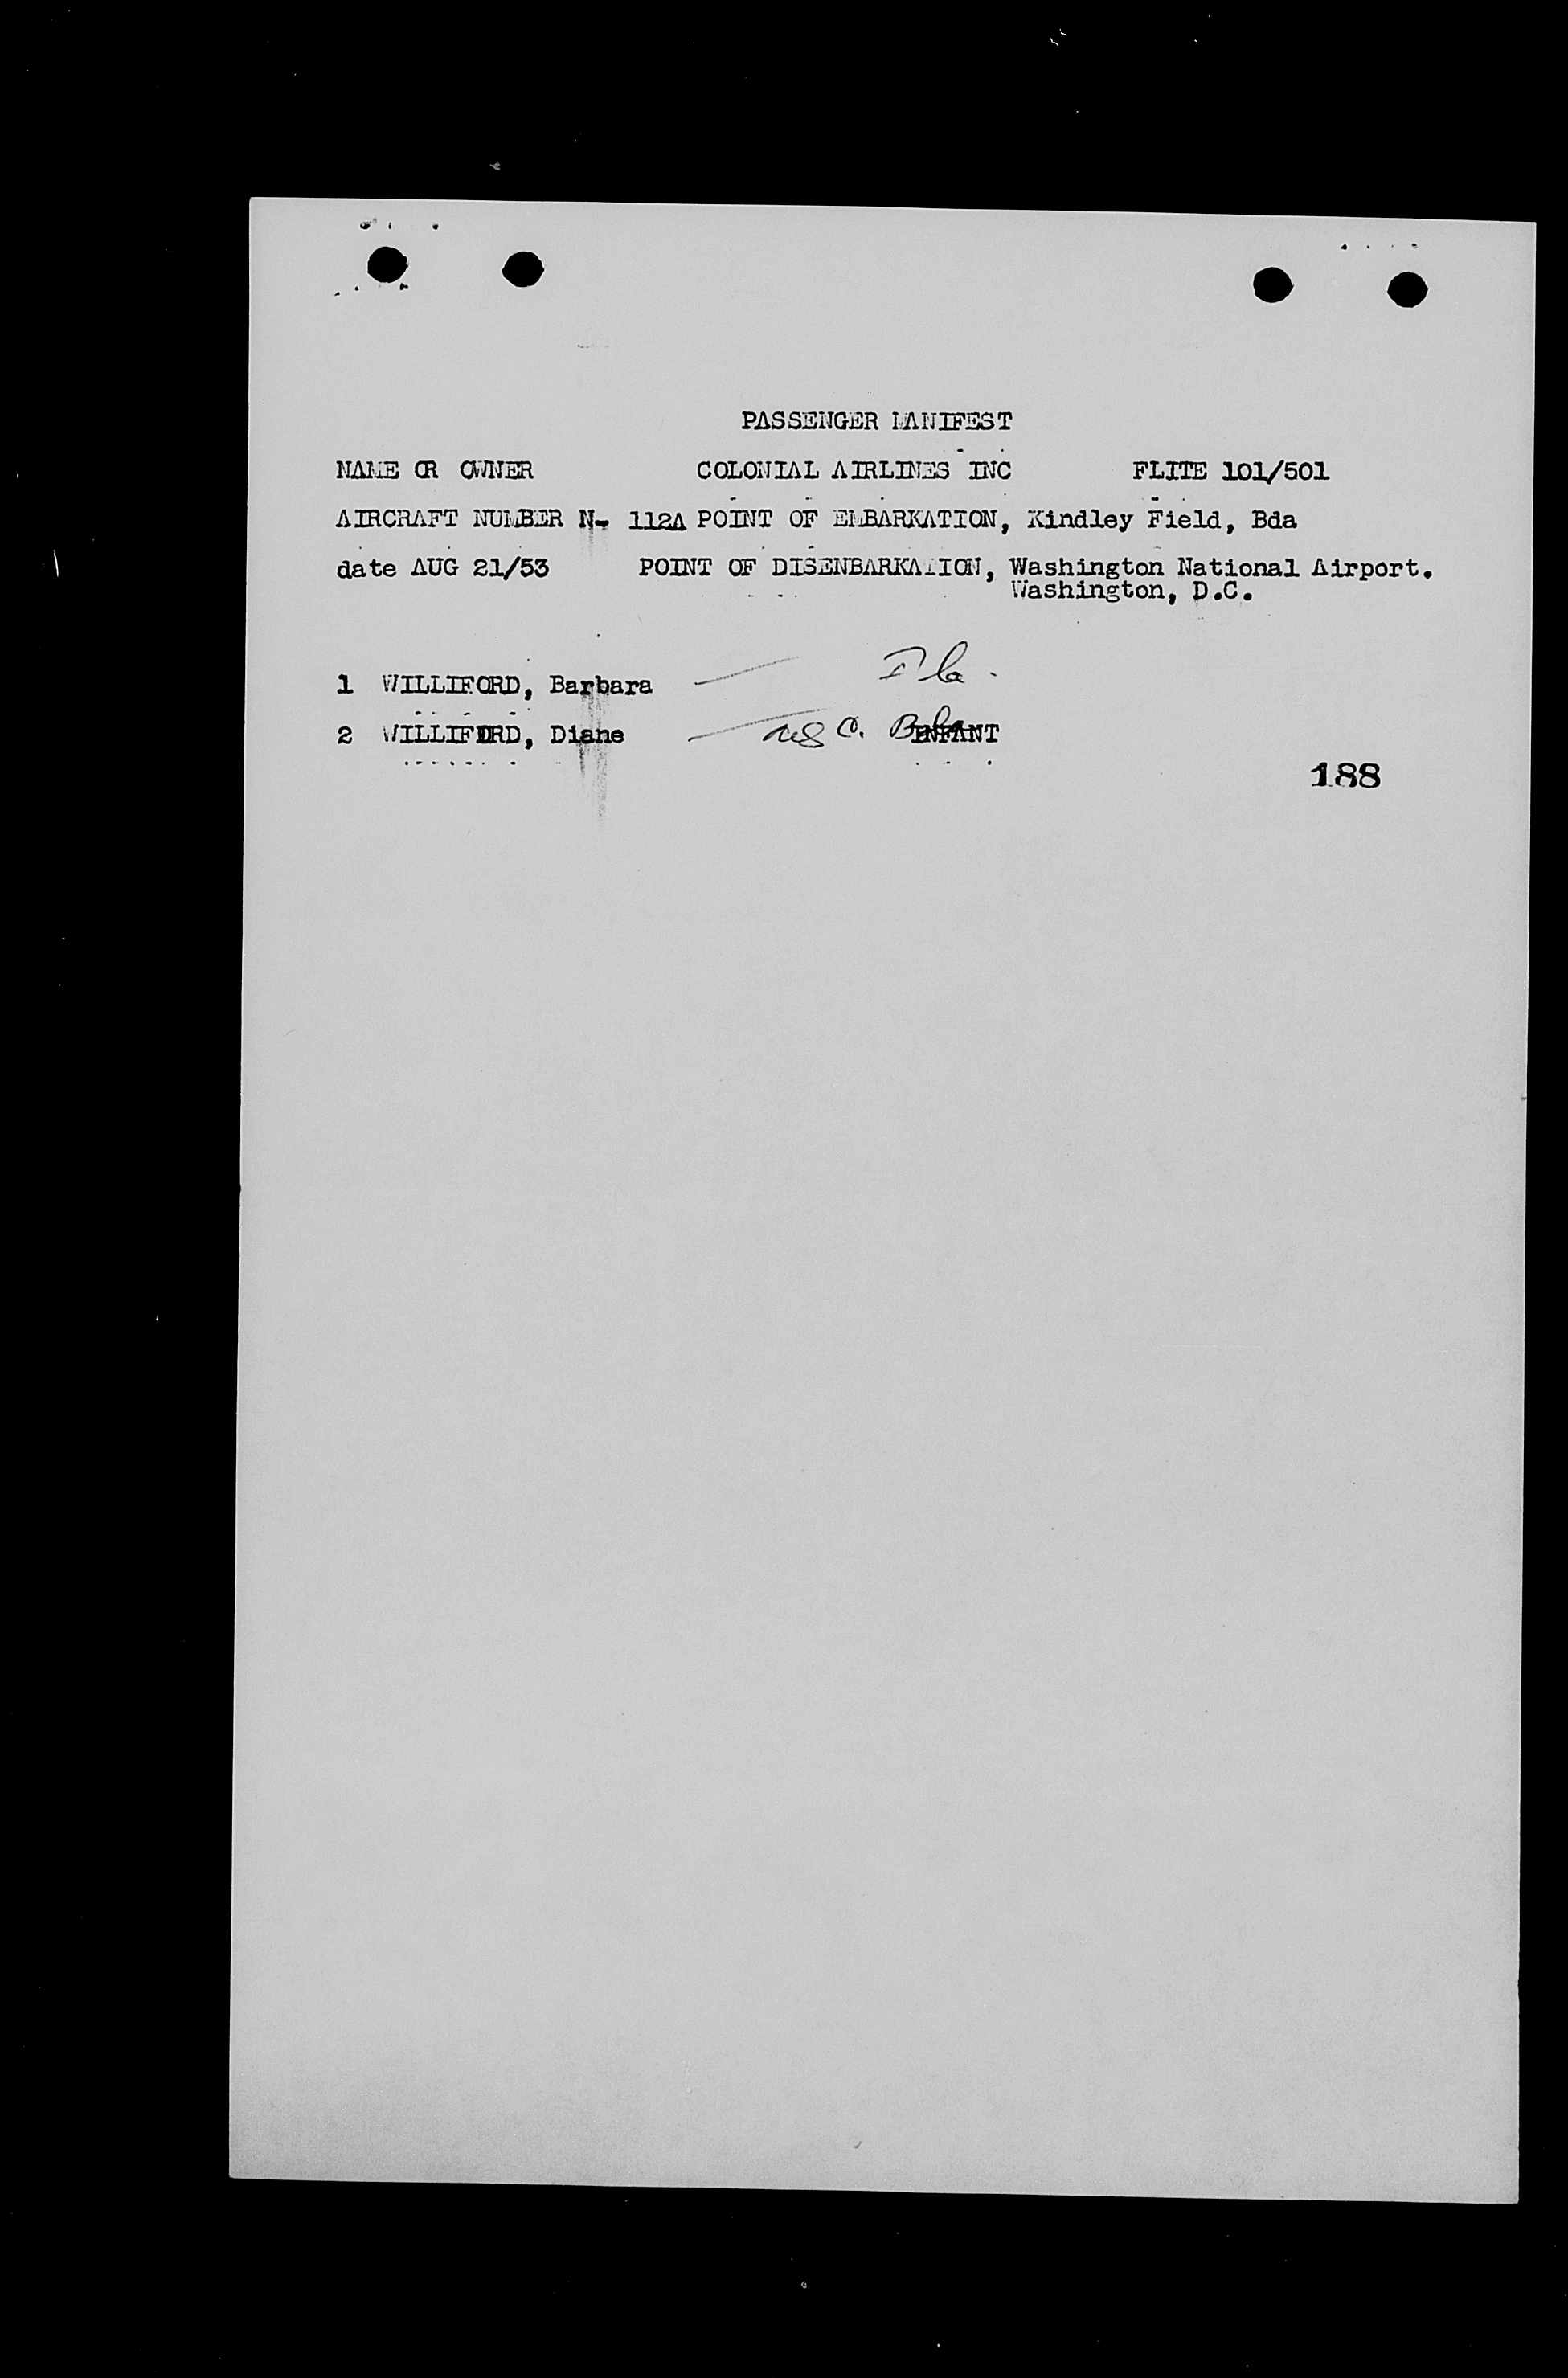 PASSENGER MANIFEST
NAME OR OWNER COLONIAL AIRLINES INC FLITE 101/501
AIRCRAFT NUMBER N- 112A POINT OF EMBARKATION, Kindley Field, Bda
date AUG 21/53 POINT OF DISENBARKATION, Washington National Airport.
Washington, D.C.
1 WILLIFORD, Barbara — Fla.
2 WILLIFORD, Diane — INFANT
188